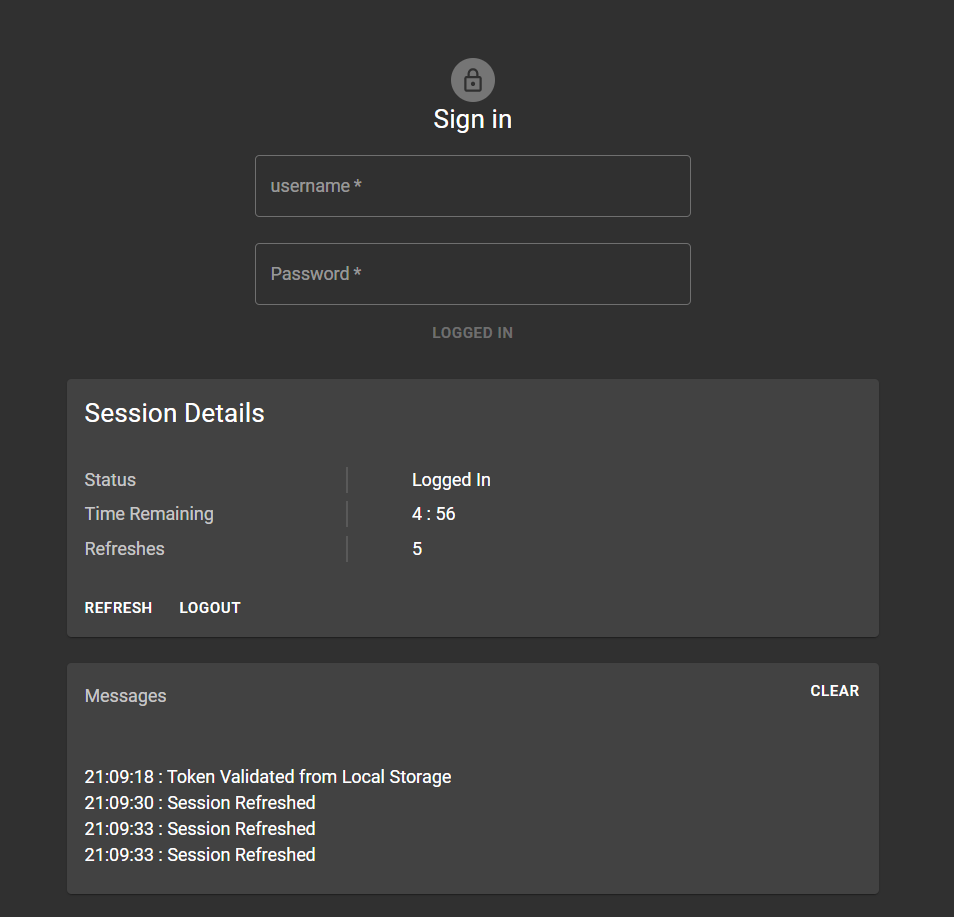 Sign in
username *
Password *
LOGGED IN
Session Details
Status Logged In
Time Remaining 4 : 56
Refreshes 5
REFRESH LOGOUT
Messages CLEAR
21:09:18 : Token Validated from Local Storage
21:09:30 : Session Refreshed
21:09:33 : Session Refreshed
21:09:33 : Session Refreshed